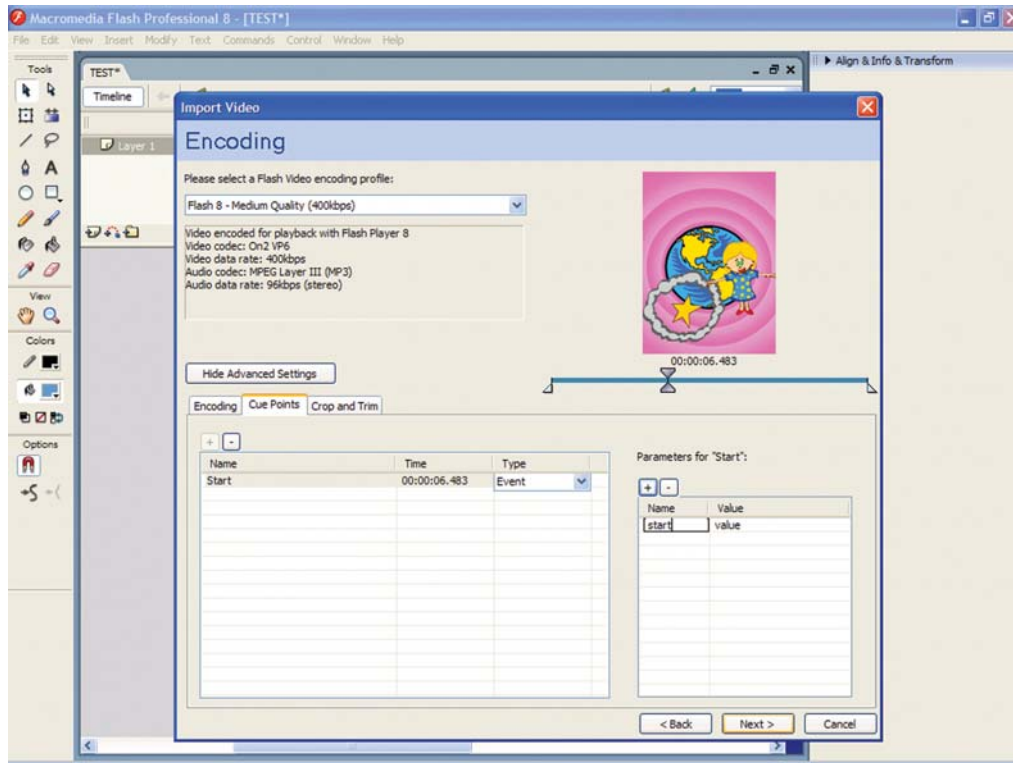 Macromedia Flash Professional 8 - [TEST*]
File Edit View Insert Modify Text Commands Control Window Help
Tools
TEST*
Align & Info & Transform
Timeline
Import Video
Layer 1
Encoding
Please select a Flash Video encoding profile:
Flash 8 - Medium Quality (400kbps)
Video encoded for playback with Flash Player 8
Video codec: On2 VP6
Video data rate: 400kbps
Audio codec: MPEG Layer III (MP3)
Audio data rate: 96kbps (stereo)
View
Colors
Options
00:00:06.483
Hide Advanced Settings
Encoding Cue Points Crop and Trim
Name Time Type
Start 00:00:06.483 Event
Parameters for "Start":
Name Value
start value
< Back Next > Cancel